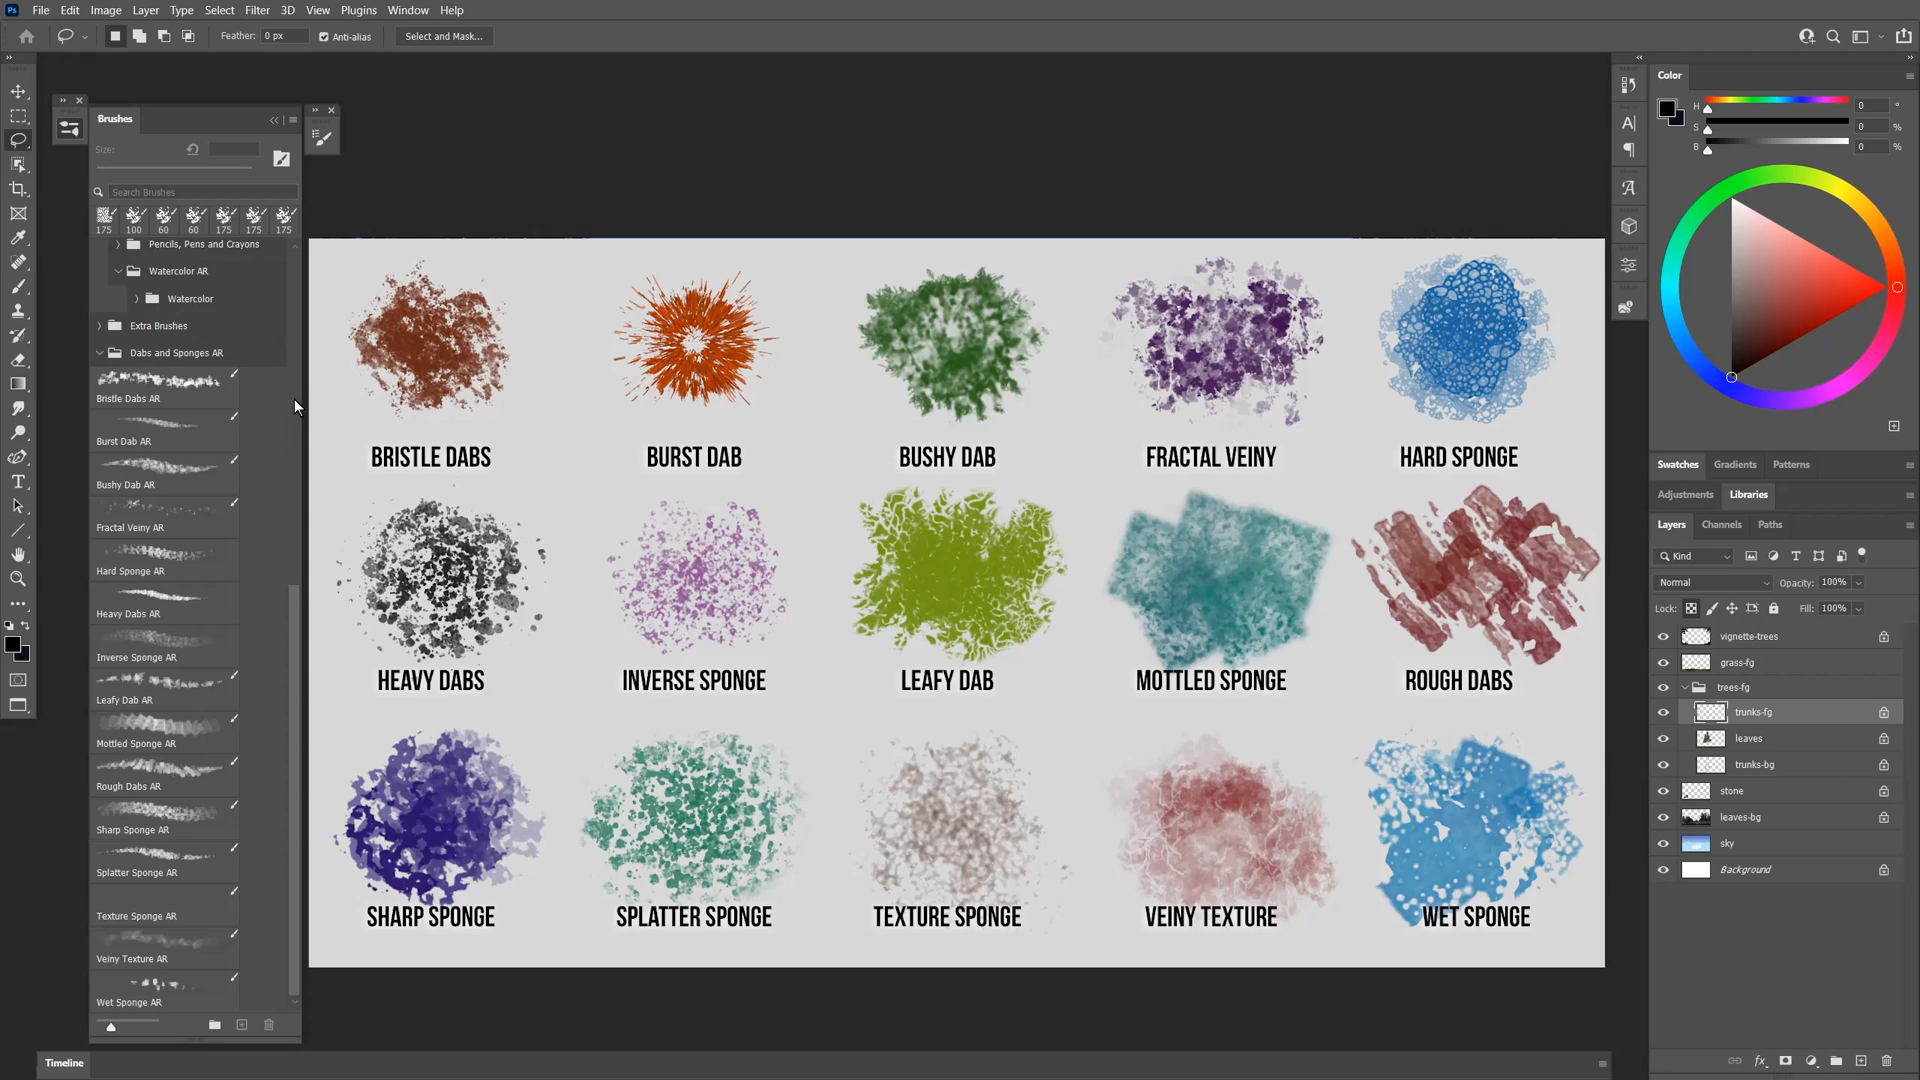 Ps File Edit Image Layer Type Select Filter 3D View Plugins Window Help
Feather: 0 px Anti-alias Select and Mask...
Brushes
Size:
Search Brushes
175 100 60 60 175 175 175
Pencils, Pens and Crayons
Watercolor AR
Watercolor
Extra Brushes
Dabs and Sponges AR
Bristle Dabs AR
Burst Dab AR
Bushy Dab AR
Fractal Veiny AR
Hard Sponge AR
Heavy Dabs AR
Inverse Sponge AR
Leafy Dab AR
Mottled Sponge AR
Rough Dabs AR
Sharp Sponge AR
Splatter Sponge AR
Texture Sponge AR
Veiny Texture AR
Wet Sponge AR
BRISTLE DABS BURST DAB BUSHY DAB FRACTAL VEINY HARD SPONGE
HEAVY DABS INVERSE SPONGE LEAFY DAB MOTTLED SPONGE ROUGH DABS
SHARP SPONGE SPLATTER SPONGE TEXTURE SPONGE VEINY TEXTURE WET SPONGE
Color
H 0 °
S 0 %
B 0 %
Swatches Gradients Patterns
Adjustments Libraries
Layers Channels Paths
Kind
Normal Opacity: 100%
Lock: Fill: 100%
vignette-trees
grass-fg
trees-fg
trunks-fg
leaves
trunks-bg
stone
leaves-bg
sky
Background
fx
Timeline